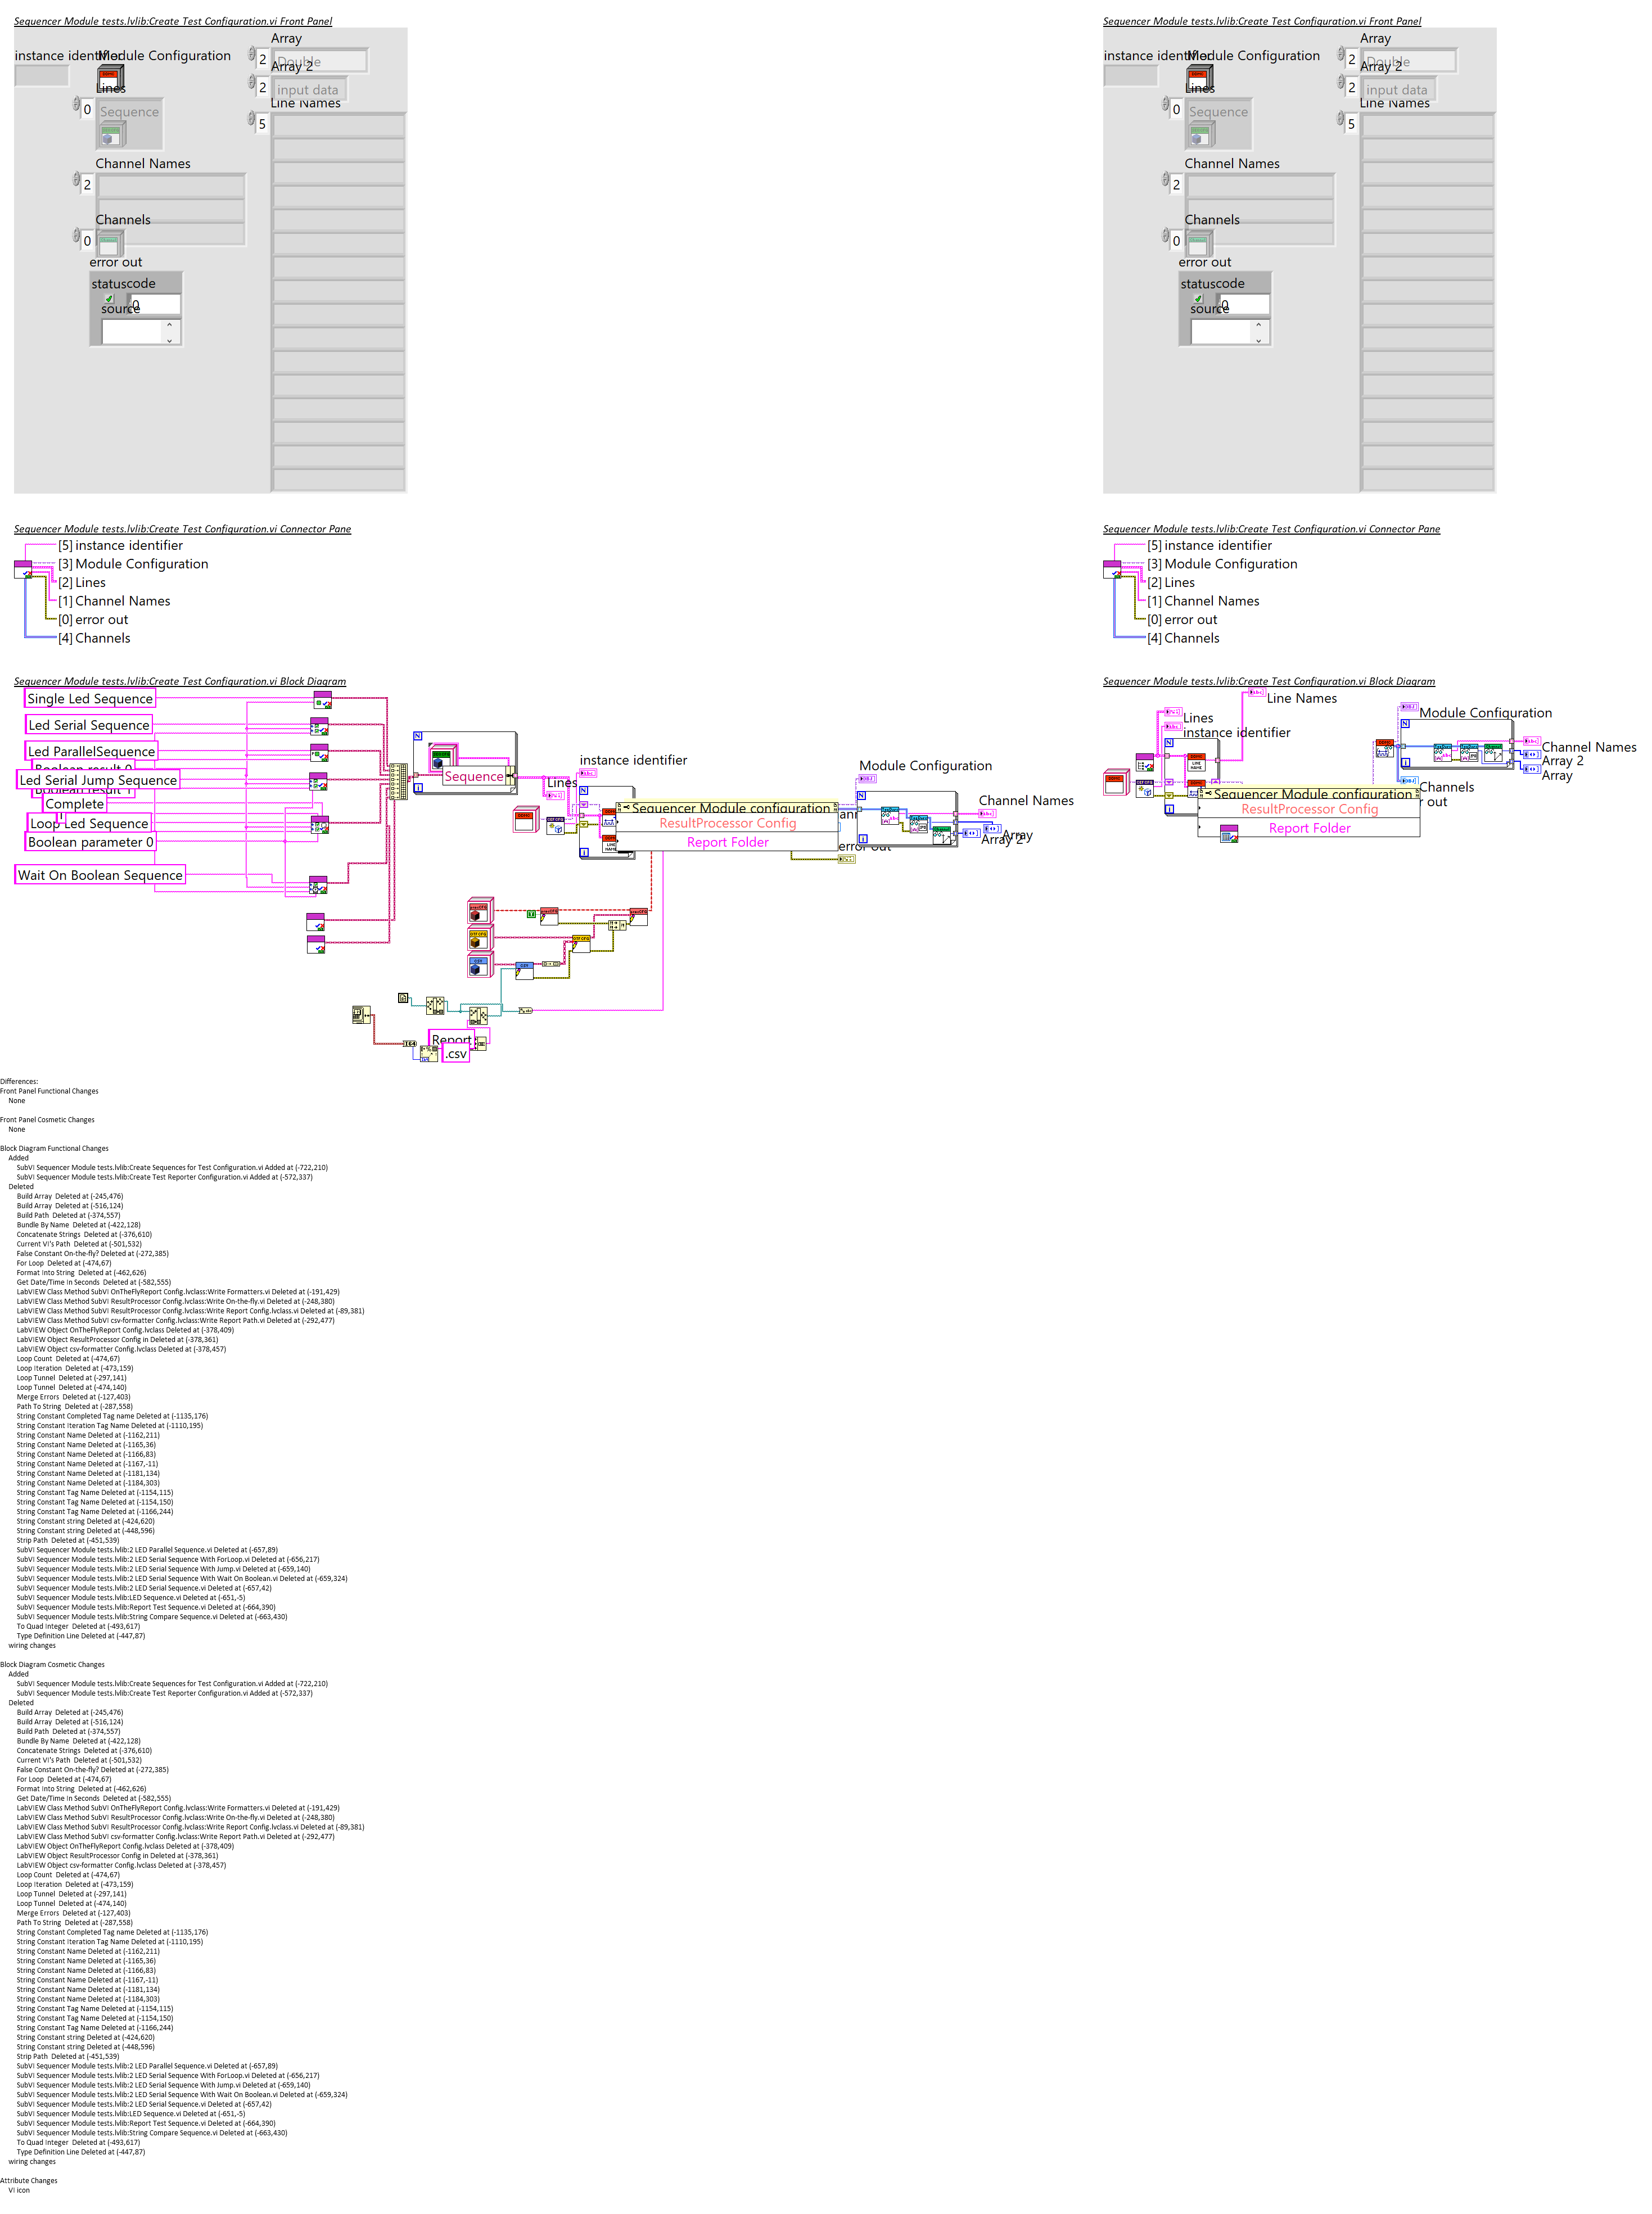 Sequencer Module tests.lvlib:Create Test Configuration.vi Front Panel
Array
instance identifier
Module Configuration
2
Double
Array 2
Lines
2
input data
0
Sequence
Line Names
5
Channel Names
2
Channels
0
error out
status
code
0
source
Sequencer Module tests.lvlib:Create Test Configuration.vi Front Panel
Array
instance identifier
Module Configuration
2
Double
Array 2
Lines
2
input data
0
Sequence
Line Names
5
Channel Names
2
Channels
0
error out
status
code
0
source
Sequencer Module tests.lvlib:Create Test Configuration.vi Connector Pane
[5] instance identifier
[3] Module Configuration
[2] Lines
[1] Channel Names
[0] error out
[4] Channels
Sequencer Module tests.lvlib:Create Test Configuration.vi Connector Pane
[5] instance identifier
[3] Module Configuration
[2] Lines
[1] Channel Names
[0] error out
[4] Channels
Sequencer Module tests.lvlib:Create Test Configuration.vi Block Diagram
Single Led Sequence
Led Serial Sequence
Led ParallelSequence
Boolean result 0
Led Serial Jump Sequence
Boolean result 1
Complete
Loop Led Sequence
Boolean parameter 0
Wait On Boolean Sequence
Sequence
instance identifier
Lines
Sequencer Module configuration
ResultProcessor Config
Report Folder
Module Configuration
Channel Names
Array
Array 2
error out
Report
.csv
Sequencer Module tests.lvlib:Create Test Configuration.vi Block Diagram
Line Names
Lines
instance identifier
Module Configuration
Channel Names
Array 2
Array
Channels
r out
Sequencer Module configuration
ResultProcessor Config
Report Folder
Differences:
Front Panel Functional Changes
None
Front Panel Cosmetic Changes
None
Block Diagram Functional Changes
Added
SubVI Sequencer Module tests.lvlib:Create Sequences for Test Configuration.vi Added at (-722,210)
SubVI Sequencer Module tests.lvlib:Create Test Reporter Configuration.vi Added at (-572,337)
Deleted
Build Array  Deleted at (-245,476)
Build Array  Deleted at (-516,124)
Build Path  Deleted at (-374,557)
Bundle By Name  Deleted at (-422,128)
Concatenate Strings  Deleted at (-376,610)
Current VI's Path  Deleted at (-501,532)
False Constant On-the-fly? Deleted at (-272,385)
For Loop  Deleted at (-474,67)
Format Into String  Deleted at (-462,626)
Get Date/Time In Seconds  Deleted at (-582,555)
LabVIEW Class Method SubVI OnTheFlyReport Config.lvclass:Write Formatters.vi Deleted at (-191,429)
LabVIEW Class Method SubVI ResultProcessor Config.lvclass:Write On-the-fly.vi Deleted at (-248,380)
LabVIEW Class Method SubVI ResultProcessor Config.lvclass:Write Report Config.lvclass.vi Deleted at (-89,381)
LabVIEW Class Method SubVI csv-formatter Config.lvclass:Write Report Path.vi Deleted at (-292,477)
LabVIEW Object OnTheFlyReport Config.lvclass Deleted at (-378,409)
LabVIEW Object ResultProcessor Config in Deleted at (-378,361)
LabVIEW Object csv-formatter Config.lvclass Deleted at (-378,457)
Loop Count  Deleted at (-474,67)
Loop Iteration  Deleted at (-473,159)
Loop Tunnel  Deleted at (-297,141)
Loop Tunnel  Deleted at (-474,140)
Merge Errors  Deleted at (-127,403)
Path To String  Deleted at (-287,558)
String Constant Completed Tag name Deleted at (-1135,176)
String Constant Iteration Tag Name Deleted at (-1110,195)
String Constant Name Deleted at (-1162,211)
String Constant Name Deleted at (-1165,36)
String Constant Name Deleted at (-1166,83)
String Constant Name Deleted at (-1167,-11)
String Constant Name Deleted at (-1181,134)
String Constant Name Deleted at (-1184,303)
String Constant Tag Name Deleted at (-1154,115)
String Constant Tag Name Deleted at (-1154,150)
String Constant Tag Name Deleted at (-1166,244)
String Constant string Deleted at (-424,620)
String Constant string Deleted at (-448,596)
Strip Path  Deleted at (-451,539)
SubVI Sequencer Module tests.lvlib:2 LED Parallel Sequence.vi Deleted at (-657,89)
SubVI Sequencer Module tests.lvlib:2 LED Serial Sequence With ForLoop.vi Deleted at (-656,217)
SubVI Sequencer Module tests.lvlib:2 LED Serial Sequence With Jump.vi Deleted at (-659,140)
SubVI Sequencer Module tests.lvlib:2 LED Serial Sequence With Wait On Boolean.vi Deleted at (-659,324)
SubVI Sequencer Module tests.lvlib:2 LED Serial Sequence.vi Deleted at (-657,42)
SubVI Sequencer Module tests.lvlib:LED Sequence.vi Deleted at (-651,-5)
SubVI Sequencer Module tests.lvlib:Report Test Sequence.vi Deleted at (-664,390)
SubVI Sequencer Module tests.lvlib:String Compare Sequence.vi Deleted at (-663,430)
To Quad Integer  Deleted at (-493,617)
Type Definition Line Deleted at (-447,87)
wiring changes
Block Diagram Cosmetic Changes
Added
SubVI Sequencer Module tests.lvlib:Create Sequences for Test Configuration.vi Added at (-722,210)
SubVI Sequencer Module tests.lvlib:Create Test Reporter Configuration.vi Added at (-572,337)
Deleted
Build Array  Deleted at (-245,476)
Build Array  Deleted at (-516,124)
Build Path  Deleted at (-374,557)
Bundle By Name  Deleted at (-422,128)
Concatenate Strings  Deleted at (-376,610)
Current VI's Path  Deleted at (-501,532)
False Constant On-the-fly? Deleted at (-272,385)
For Loop  Deleted at (-474,67)
Format Into String  Deleted at (-462,626)
Get Date/Time In Seconds  Deleted at (-582,555)
LabVIEW Class Method SubVI OnTheFlyReport Config.lvclass:Write Formatters.vi Deleted at (-191,429)
LabVIEW Class Method SubVI ResultProcessor Config.lvclass:Write On-the-fly.vi Deleted at (-248,380)
LabVIEW Class Method SubVI ResultProcessor Config.lvclass:Write Report Config.lvclass.vi Deleted at (-89,381)
LabVIEW Class Method SubVI csv-formatter Config.lvclass:Write Report Path.vi Deleted at (-292,477)
LabVIEW Object OnTheFlyReport Config.lvclass Deleted at (-378,409)
LabVIEW Object ResultProcessor Config in Deleted at (-378,361)
LabVIEW Object csv-formatter Config.lvclass Deleted at (-378,457)
Loop Count  Deleted at (-474,67)
Loop Iteration  Deleted at (-473,159)
Loop Tunnel  Deleted at (-297,141)
Loop Tunnel  Deleted at (-474,140)
Merge Errors  Deleted at (-127,403)
Path To String  Deleted at (-287,558)
String Constant Completed Tag name Deleted at (-1135,176)
String Constant Iteration Tag Name Deleted at (-1110,195)
String Constant Name Deleted at (-1162,211)
String Constant Name Deleted at (-1165,36)
String Constant Name Deleted at (-1166,83)
String Constant Name Deleted at (-1167,-11)
String Constant Name Deleted at (-1181,134)
String Constant Name Deleted at (-1184,303)
String Constant Tag Name Deleted at (-1154,115)
String Constant Tag Name Deleted at (-1154,150)
String Constant Tag Name Deleted at (-1166,244)
String Constant string Deleted at (-424,620)
String Constant string Deleted at (-448,596)
Strip Path  Deleted at (-451,539)
SubVI Sequencer Module tests.lvlib:2 LED Parallel Sequence.vi Deleted at (-657,89)
SubVI Sequencer Module tests.lvlib:2 LED Serial Sequence With ForLoop.vi Deleted at (-656,217)
SubVI Sequencer Module tests.lvlib:2 LED Serial Sequence With Jump.vi Deleted at (-659,140)
SubVI Sequencer Module tests.lvlib:2 LED Serial Sequence With Wait On Boolean.vi Deleted at (-659,324)
SubVI Sequencer Module tests.lvlib:2 LED Serial Sequence.vi Deleted at (-657,42)
SubVI Sequencer Module tests.lvlib:LED Sequence.vi Deleted at (-651,-5)
SubVI Sequencer Module tests.lvlib:Report Test Sequence.vi Deleted at (-664,390)
SubVI Sequencer Module tests.lvlib:String Compare Sequence.vi Deleted at (-663,430)
To Quad Integer  Deleted at (-493,617)
Type Definition Line Deleted at (-447,87)
wiring changes
Attribute Changes
VI icon